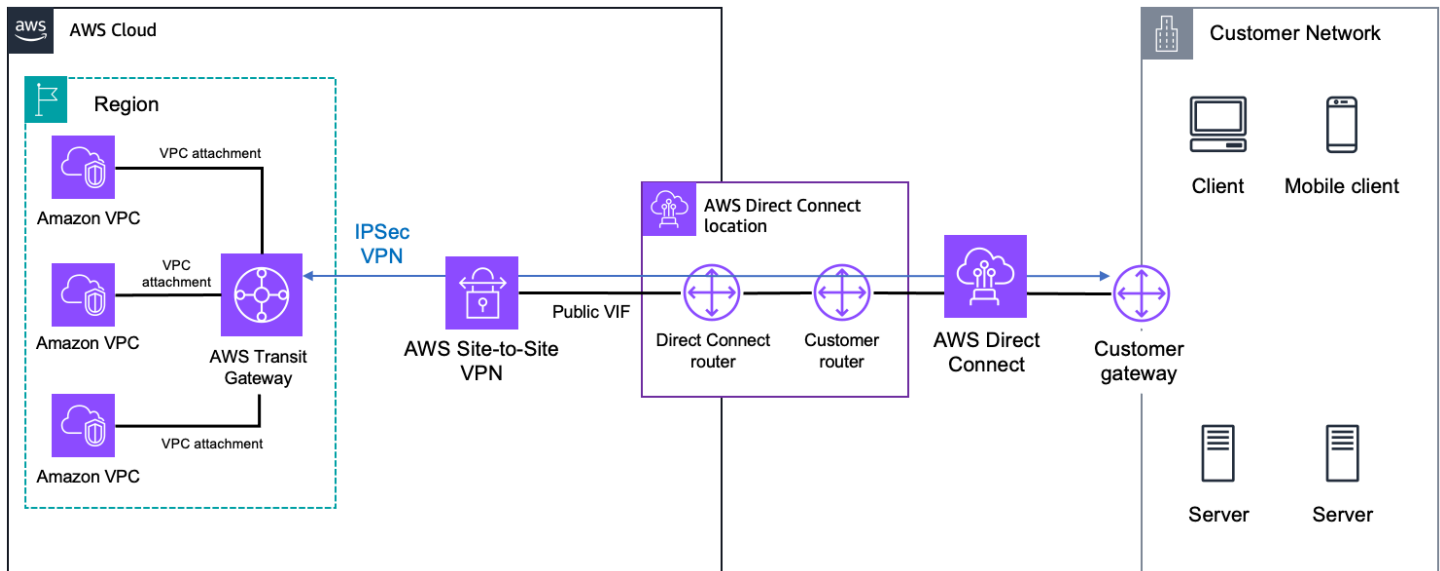 aws
AWS Cloud
Customer Network
Region
VPC attachment
Amazon VPC
VPC
attachment
Amazon VPC
AWS Transit
Gateway
VPC attachment
Amazon VPC
IPSec
VPN
AWS Site-to-Site
VPN
Public VIF
AWS Direct Connect
location
Direct Connect
router
Customer
router
AWS Direct
Connect
Customer
gateway
Client
Mobile client
Server
Server